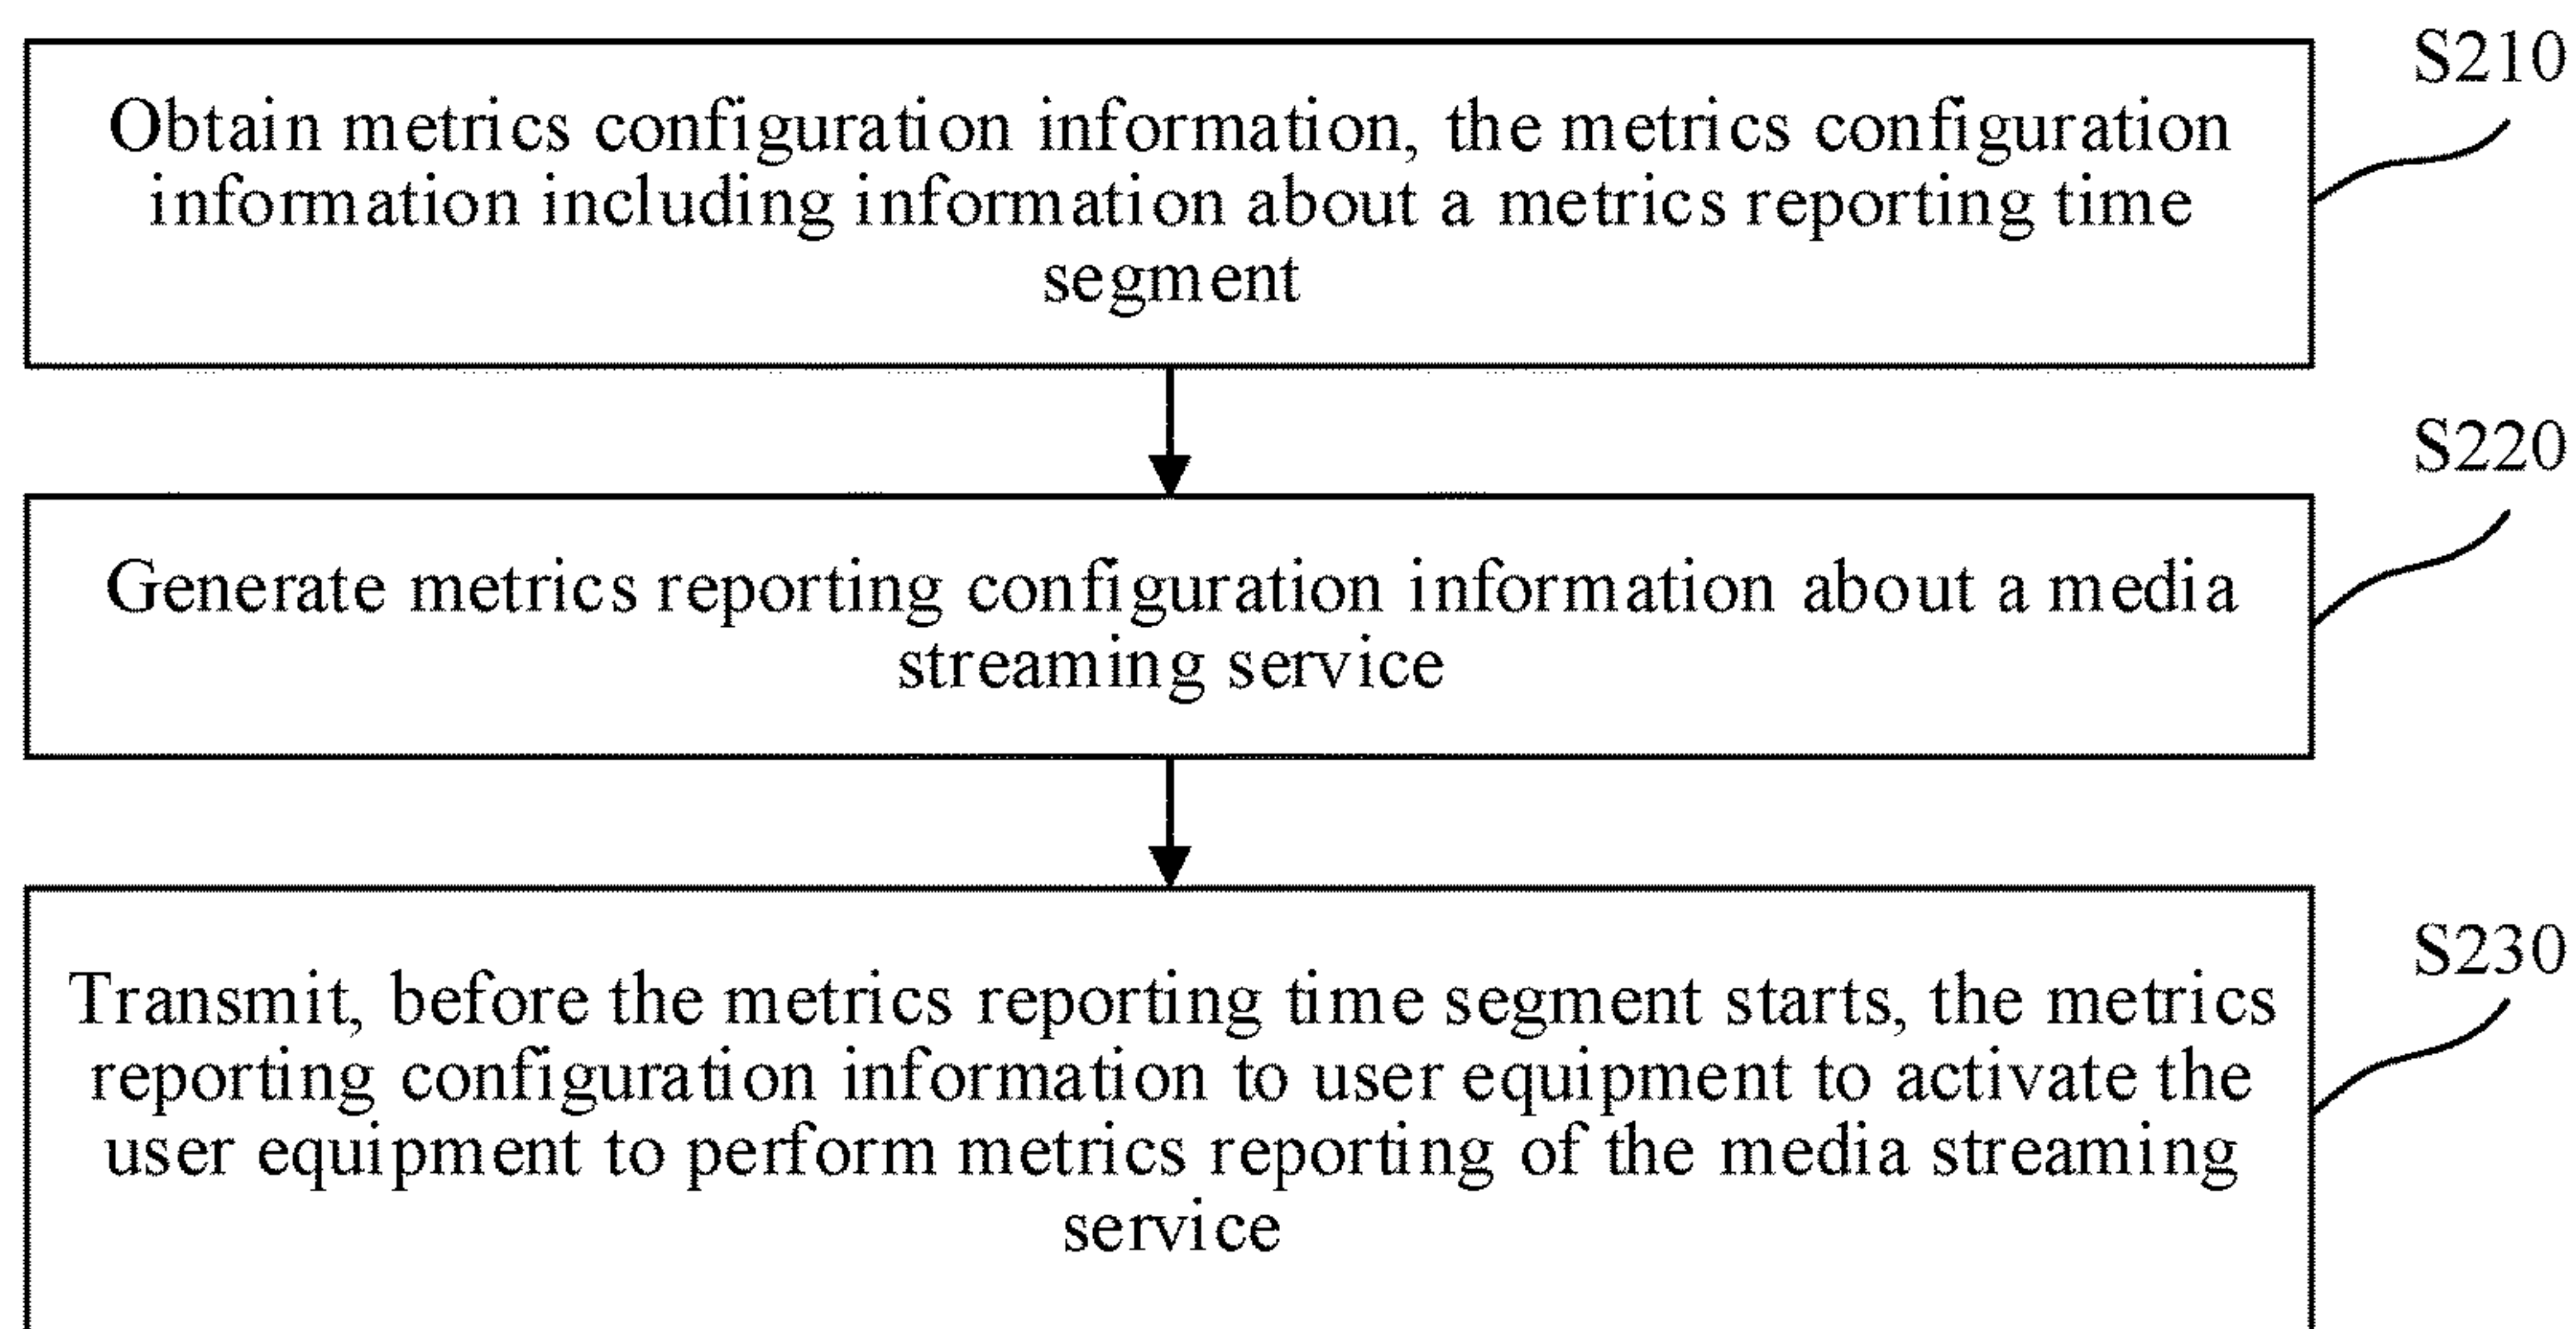 S210
Obtain metrics configuration information, the metrics configuration
information including information about a metrics reporting time
segment
S220
Generate metrics reporting configuration information about a media
streaming service
S230
Transmit, before the metrics reporting time segment starts, the metrics
reporting configuration information to user equipment to activate the
user equipment to perform metrics reporting of the media streaming
service